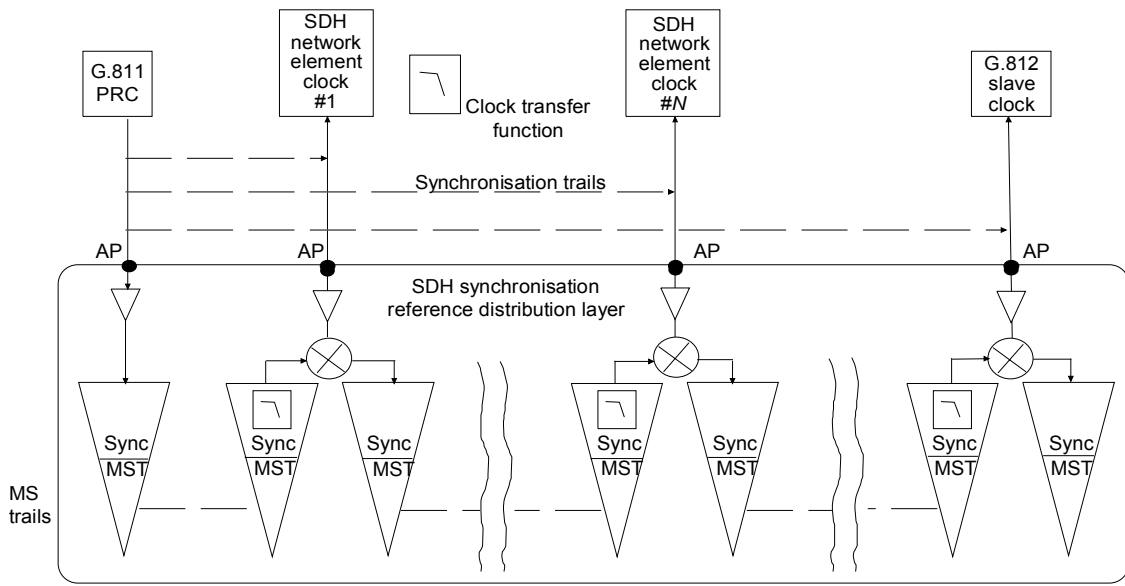 G.811
PRC
SDH
network
element
clock
#1
Clock transfer
function
SDH
network
element
clock
#N
G.812
slave
clock
Synchronisation trails
AP
AP
AP
AP
SDH synchronisation
reference distribution layer
Sync
MST
Sync
MST
Sync
MST
Sync
MST
Sync
MST
Sync
MST
Sync
MST
MS
trails